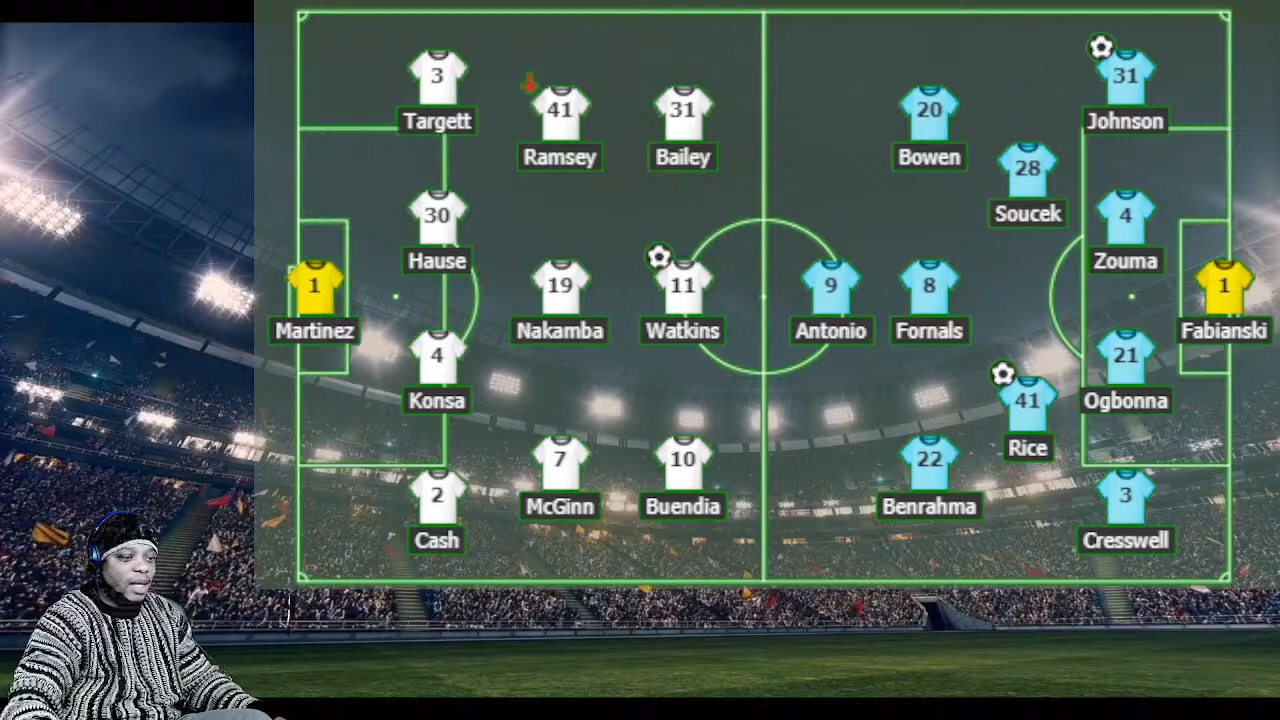 3
Targett
41
Ramsey
31
Bailey
20
Bowen
31
Johnson
28
Soucek
30
Hause
4
Zouma
1
Martinez
19
Nakamba
11
Watkins
9
Antonio
8
Fornals
1
Fabianski
4
Konsa
21
Ogbonna
41
Rice
2
Cash
7
McGinn
10
Buendia
22
Benrahma
3
Cresswell